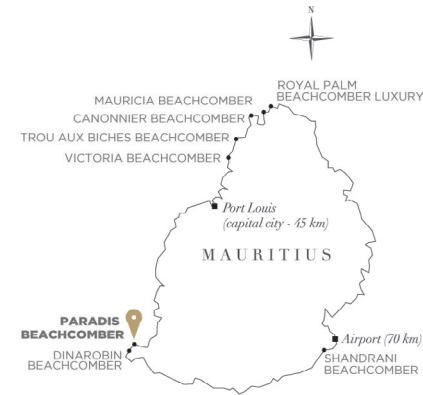 N
ROYAL PALM
BEACHCOMBER LUXURY
MAURICIA BEACHCOMBER
CANONNIER BEACHCOMBER
TROU AUX BICHES BEACHCOMBER
VICTORIA BEACHCOMBER
Port Louis
(capital city - 45 km)
MAURITIUS
PARADIS
BEACHCOMBER
DINAROBIN
BEACHCOMBER
Airport (70 km)
SHANDRANI
BEACHCOMBER